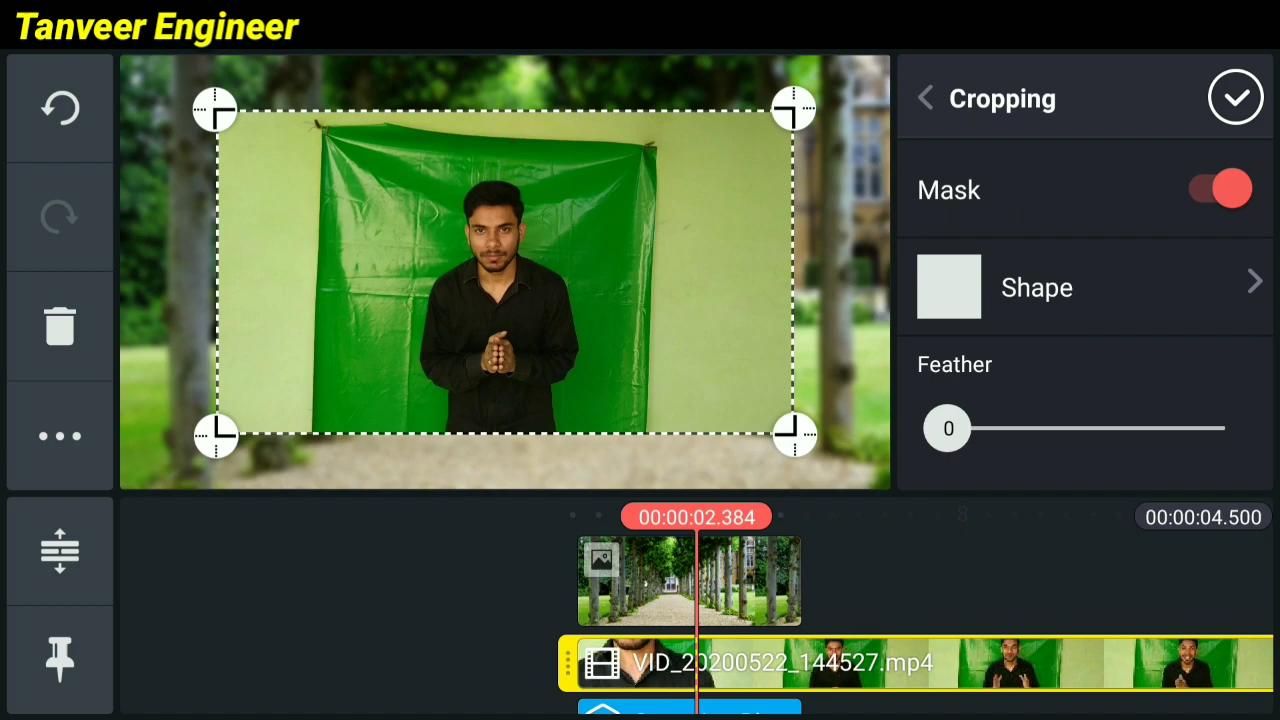 Tanveer Engineer
Cropping
Mask
Shape
Feather
0
00:00:02.384
00:00:04.500
VID_20200522_144527.mp4